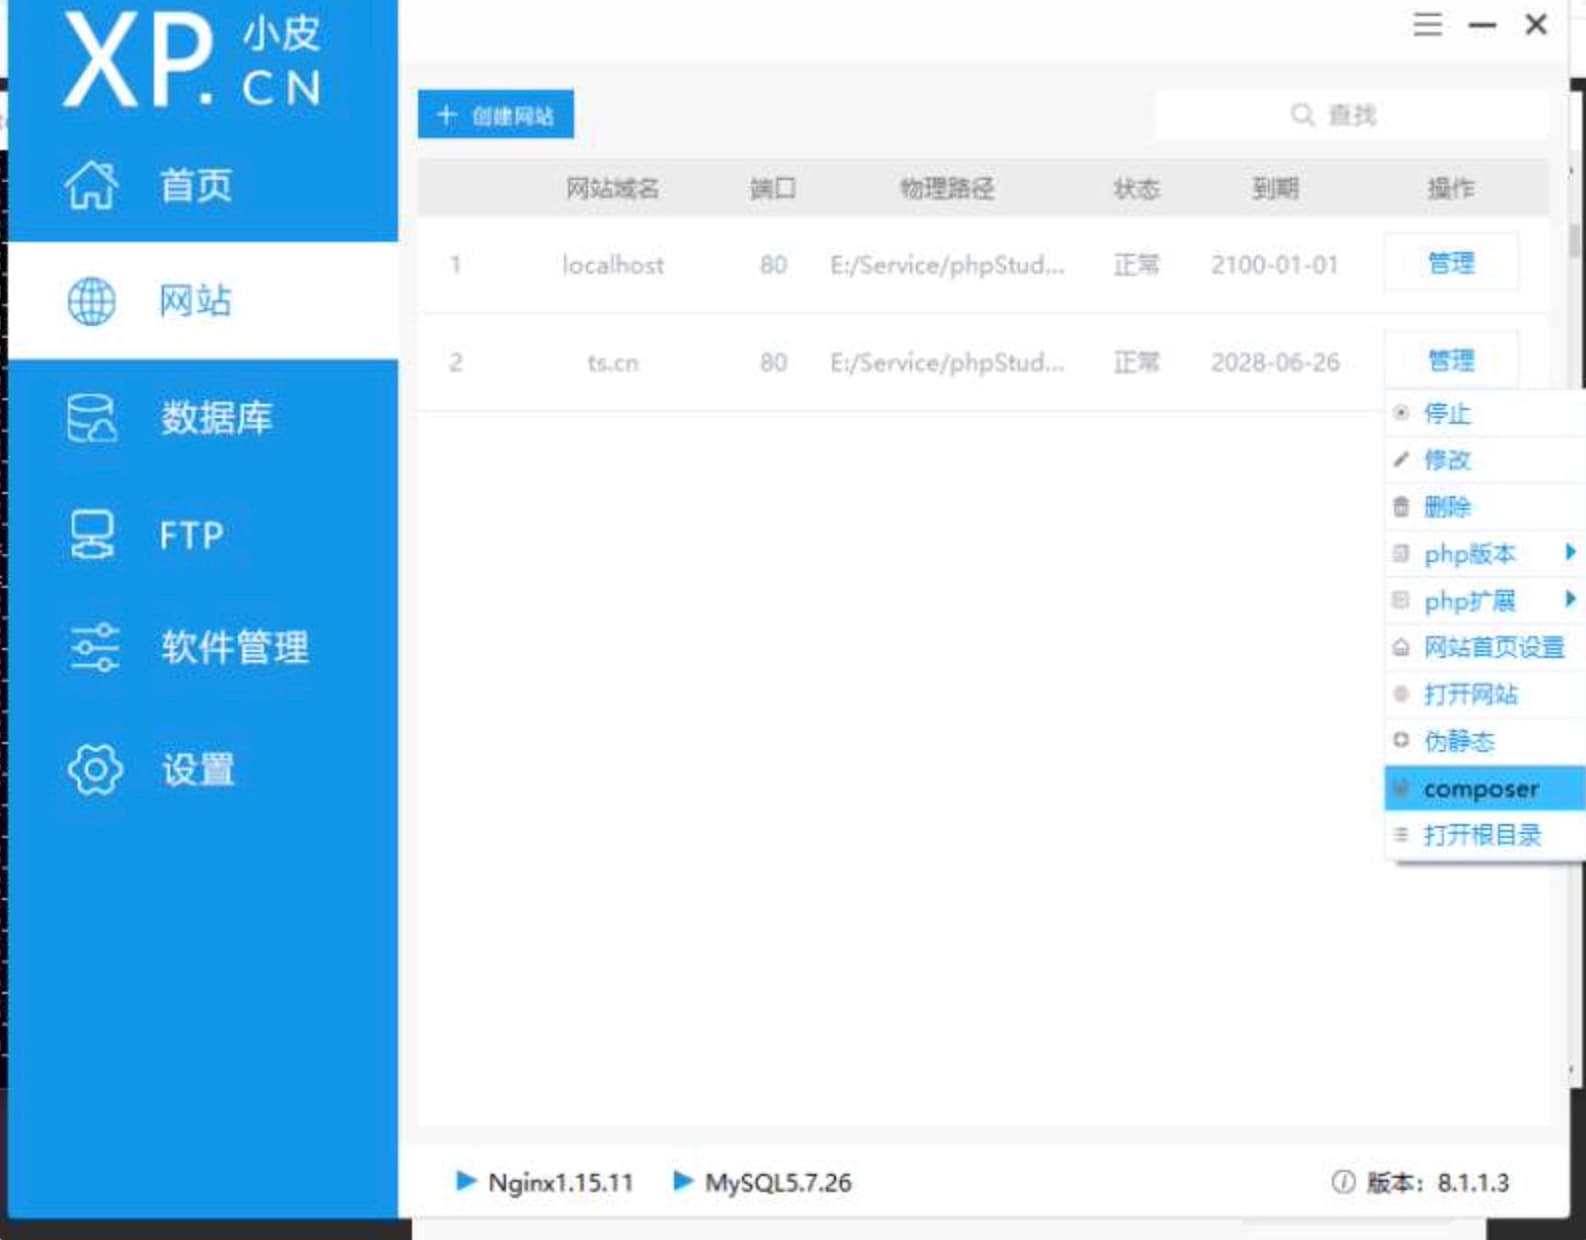 XP.小皮
CN
首页
网站
数据库
FTP
软件管理
设置
创建网站
查找
网站域名 端口 物理路径 状态 到期 操作
1 localhost 80 E:/Service/phpStud... 正常 2100-01-01 管理
2 ts.cn 80 E:/Service/phpStud... 正常 2028-06-26 管理
停止
修改
删除
php版本
php扩展
网站首页设置
打开网站
伪静态
composer
打开根目录
Nginx1.15.11 MySQL5.7.26 版本：8.1.1.3